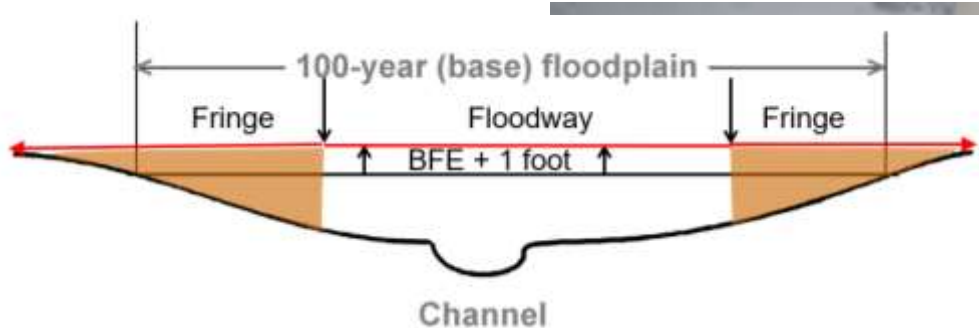 100-year (base) floodplain
Fringe Floodway Fringe
BFE + 1 foot
Channel